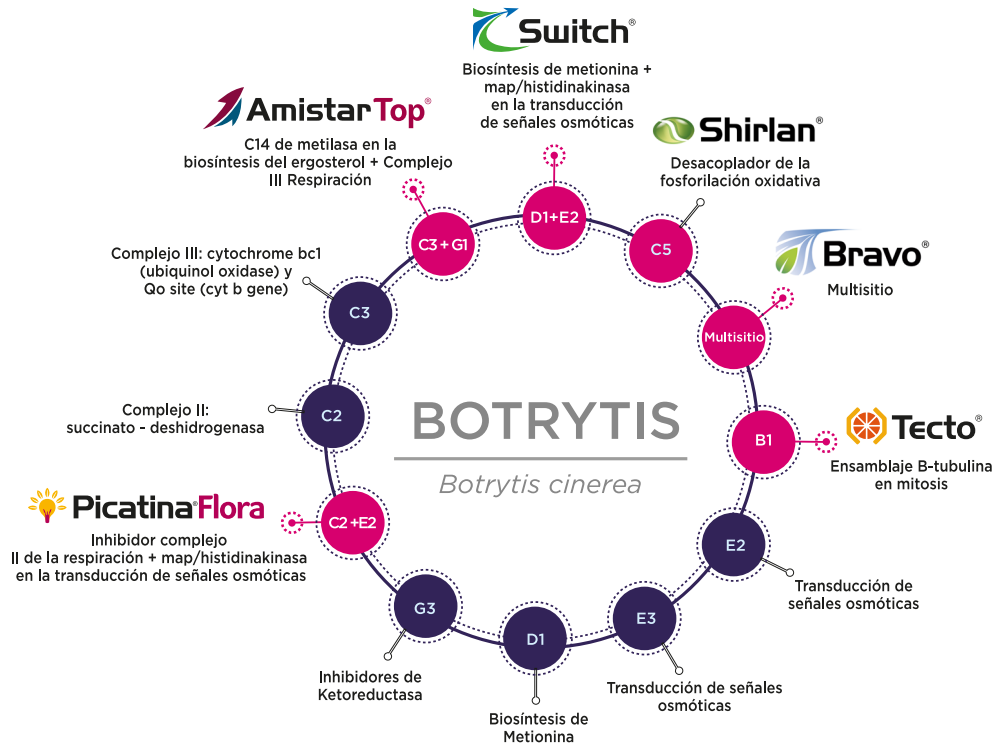 Switch®
Biosíntesis de metionina +
map/histidinakinasa
en la transducción
de señales osmóticas
Amistar Top®
C14 de metilasa en la
biosíntesis del ergosterol + Complejo
III Respiración
Shirlan®
Desacoplador de la
fosforilación oxidativa
D1+E2
C3 + G1
C5
Bravo®
Multisitio
Complejo III: cytochrome bc1
(ubiquinol oxidase) y
Qo site (cyt b gene)
C3
Multisitio
Complejo II:
succinato - deshidrogenasa
C2
BOTRYTIS
Botrytis cinerea
B1
Tecto®
Ensamblaje B-tubulina
en mitosis
Picatina®Flora
Inhibidor complejo
II de la respiración + map/histidinakinasa
en la transducción de señales osmóticas
C2 +E2
E2
Transducción de
señales osmóticas
G3
Inhibidores de
Ketoreductasa
D1
Biosíntesis de
Metionina
E3
Transducción de señales
osmóticas